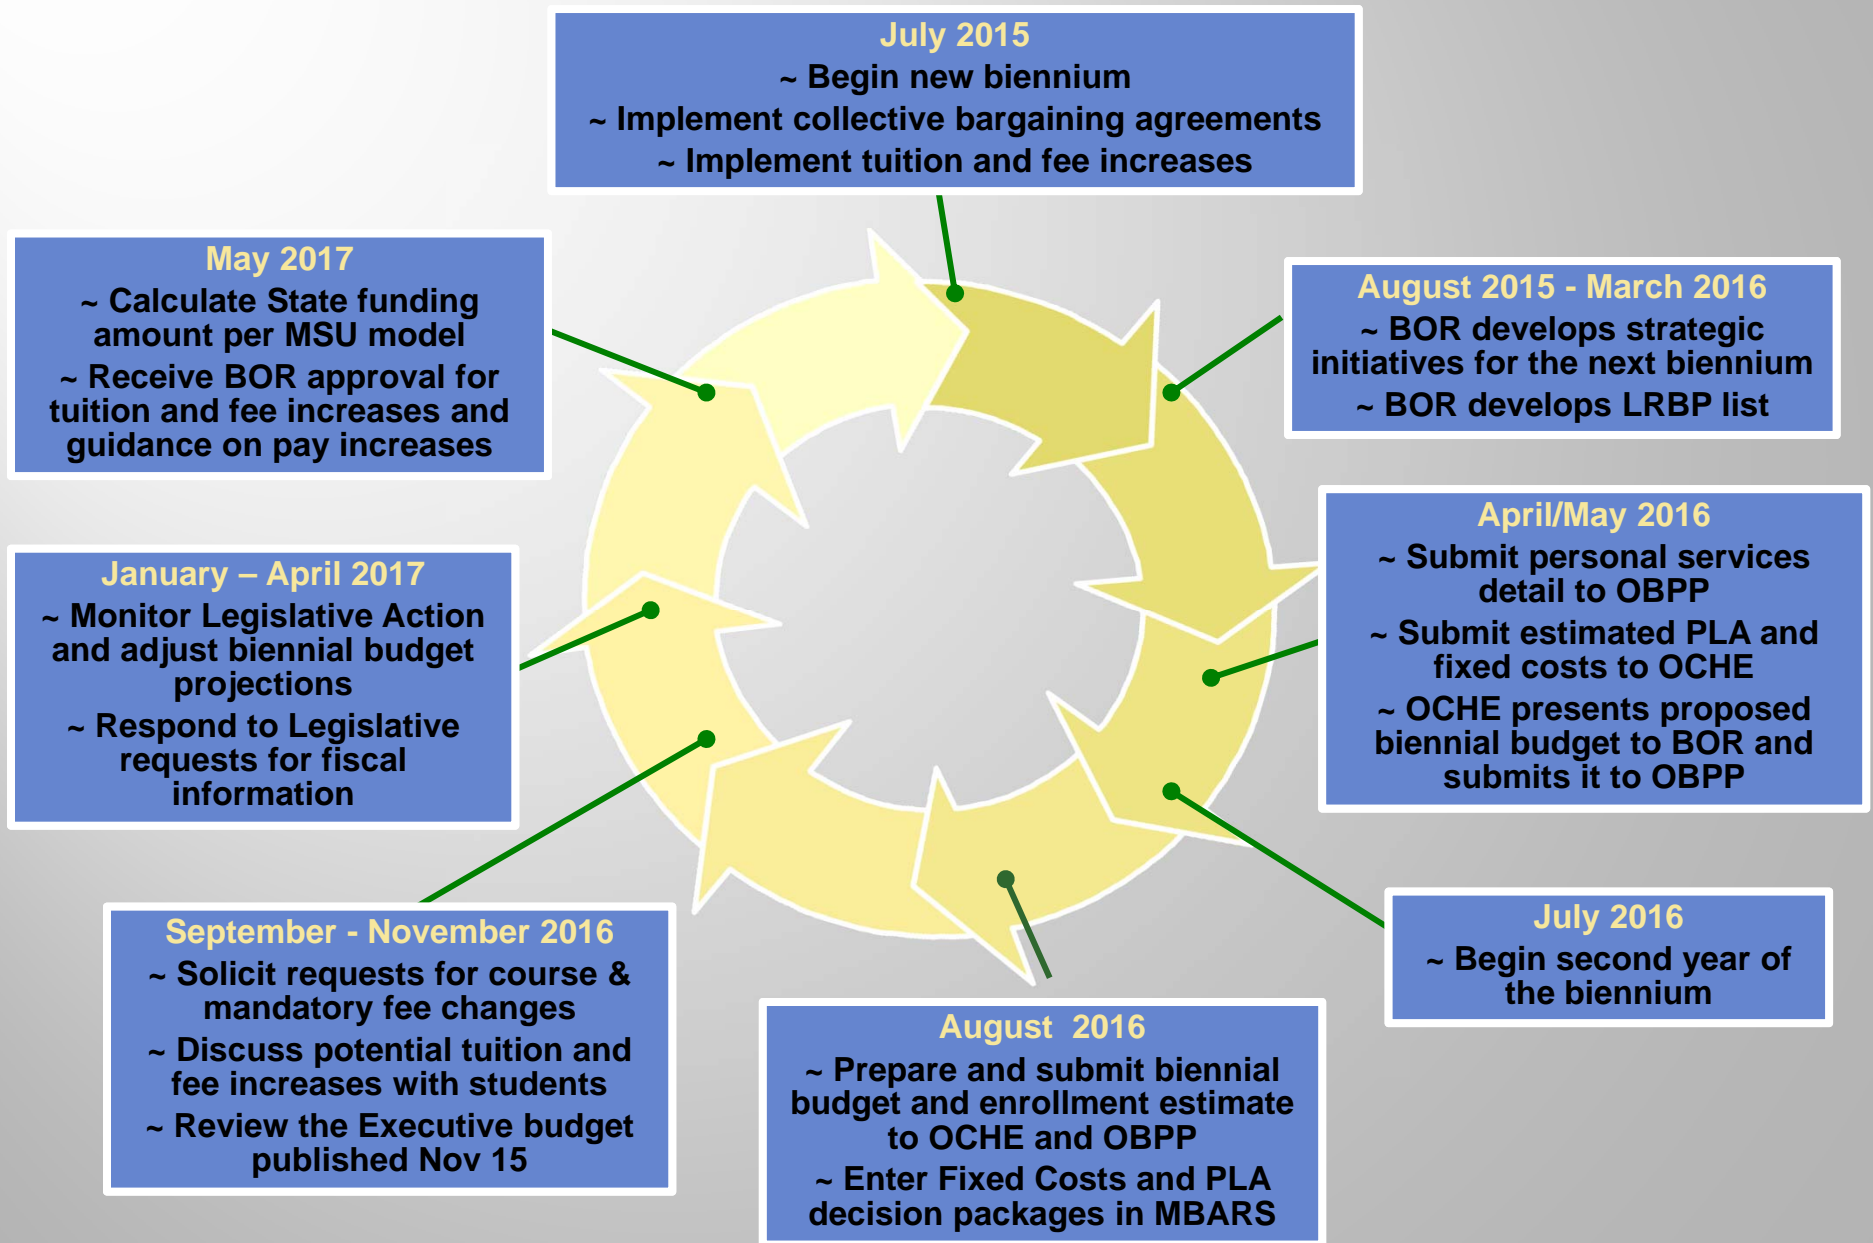 July 2015
~ Begin new biennium
~ Implement collective bargaining agreements
~ Implement tuition and fee increases
August 2015 - March 2016
~ BOR develops strategic
initiatives for the next biennium
~ BOR develops LRBP list
April/May 2016
~ Submit personal services
detail to OBPP
~ Submit estimated PLA and
fixed costs to OCHE
~ OCHE presents proposed
biennial budget to BOR and
submits it to OBPP
July 2016
~ Begin second year of
the biennium
August  2016
~ Prepare and submit biennial
budget and enrollment estimate
to OCHE and OBPP
~ Enter Fixed Costs and PLA
decision packages in MBARS
September - November 2016
~ Solicit requests for course &
mandatory fee changes
~ Discuss potential tuition and
fee increases with students
~ Review the Executive budget
published Nov 15
January – April 2017
~ Monitor Legislative Action
and adjust biennial budget
projections
~ Respond to Legislative
requests for fiscal
information
May 2017
~ Calculate State funding
amount per MSU model
~ Receive BOR approval for
tuition and fee increases and
guidance on pay increases